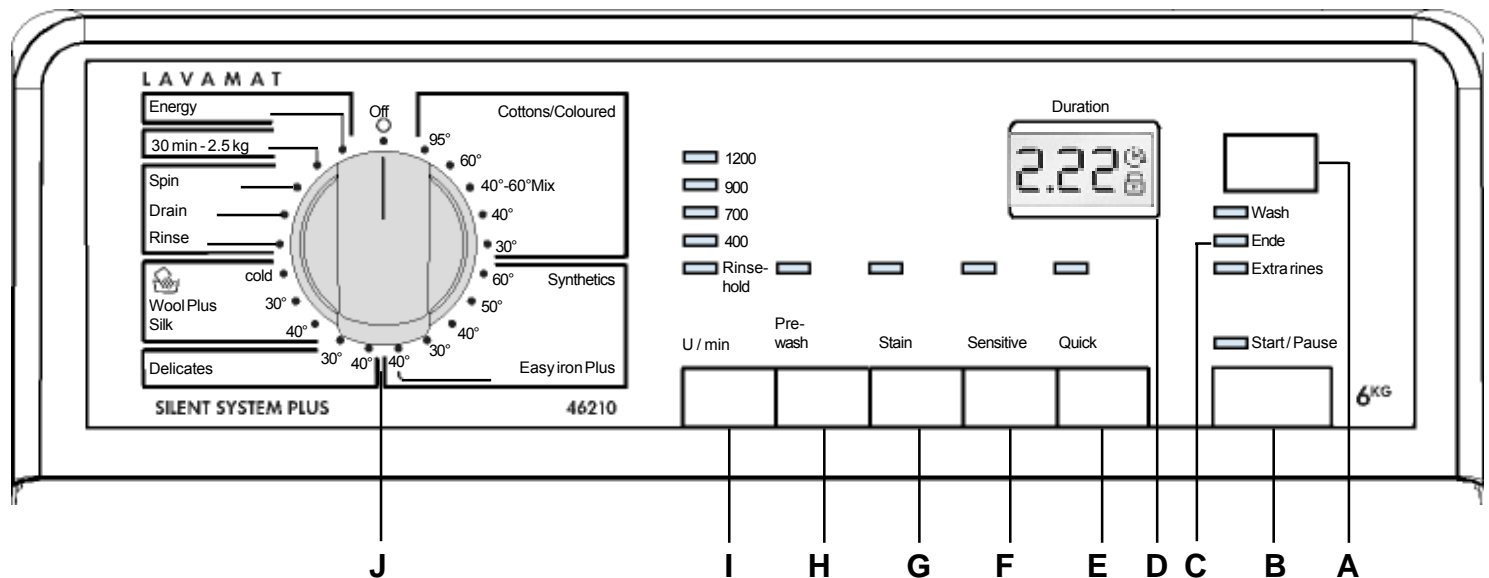 LAVAMAT
Energy
30 min - 2.5 kg
Spin
Drain
Rinse
cold
30°
Wool Plus
Silk
40°
30°
Delicates
40°
Off
Cottons/Coloured
95°
60°
40°-60°Mix
40°
30°
60°
Synthetics
50°
40°
30°
40°
Easy iron Plus
SILENT SYSTEM PLUS
46210
1200
900
700
400
Rinse-
hold
U / min
Pre-
wash
Stain
Sensitive
Quick
Duration
2.22
Wash
Ende
Extra rines
Start / Pause
6KG
J I H G F E D C B A